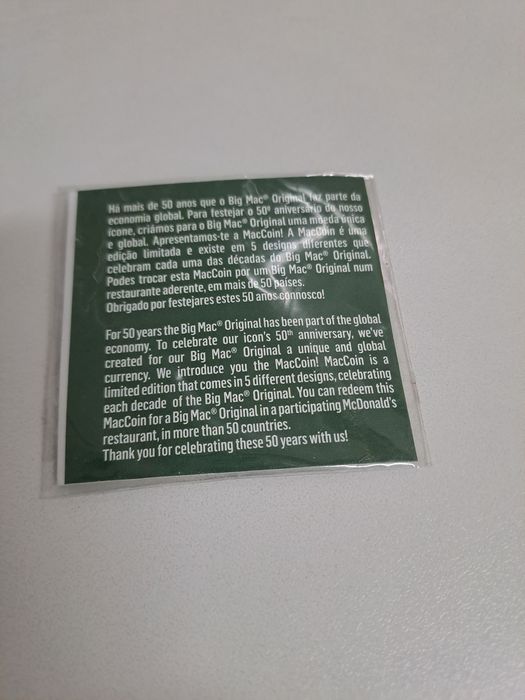 Há mais de 50 anos que o Big Mac® Original faz parte da
economia global. Para festejar o 50º aniversário do nosso
ícone, criámos para o Big Mac® Original uma moeda única
e global. Apresentamos-te a MacCoin! A MacCoin é uma
edição limitada e existe em 5 designs diferentes que
celebram cada uma das décadas do Big Mac® Original.
Podes trocar esta MacCoin por um Big Mac® Original num
restaurante aderente, em mais de 50 países.
Obrigado por festejares estes 50 anos connosco!
For 50 years the Big Mac® Original has been part of the global
economy. To celebrate our icon's 50th anniversary, we've
created for our Big Mac® Original a unique and global
currency. We introduce you the MacCoin! MacCoin is a
limited edition that comes in 5 different designs, celebrating
each decade of the Big Mac® Original. You can redeem this
MacCoin for a Big Mac® Original in a participating McDonald's
restaurant, in more than 50 countries.
Thank you for celebrating these 50 years with us!